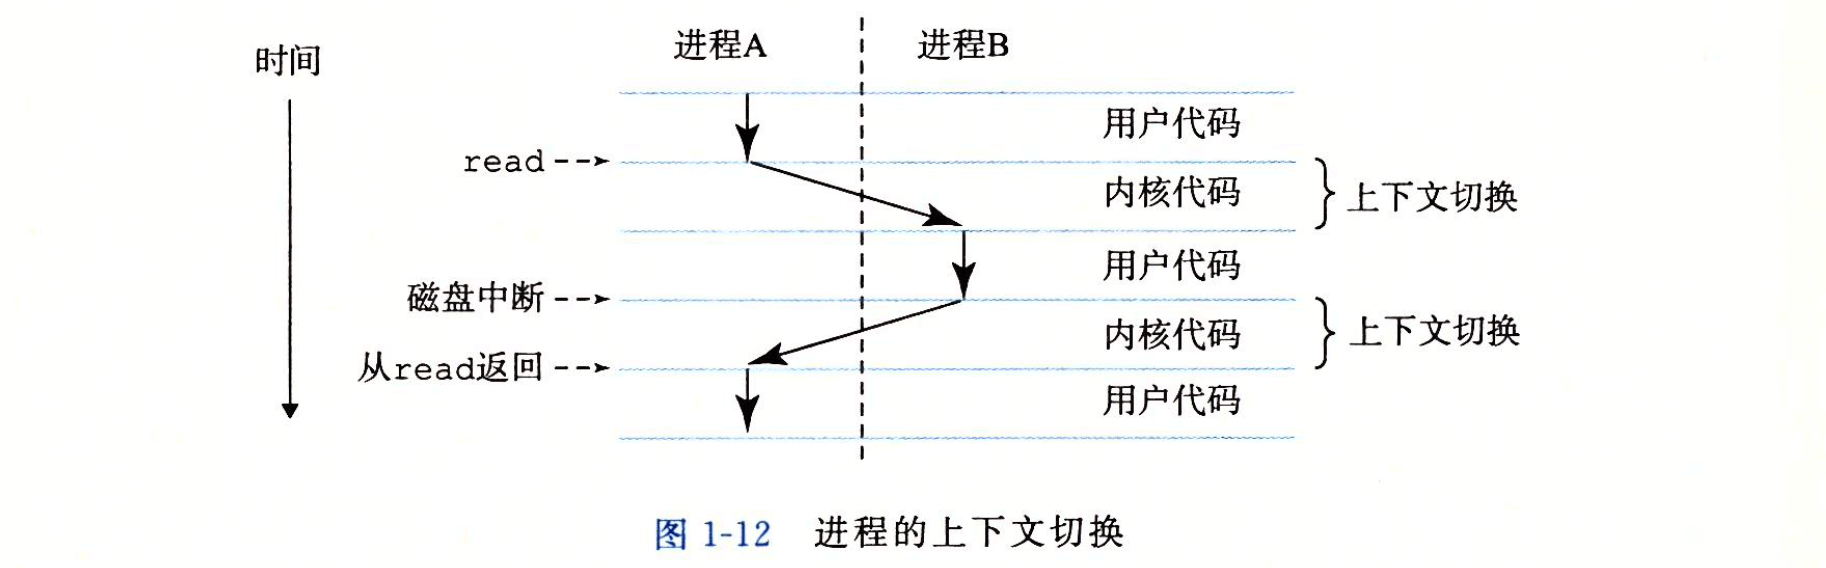 进程A
进程B
时间
用户代码
read
内核代码
上下文切换
用户代码
磁盘中断
内核代码
上下文切换
从read返回
用户代码
图 1-12 进程的上下文切换